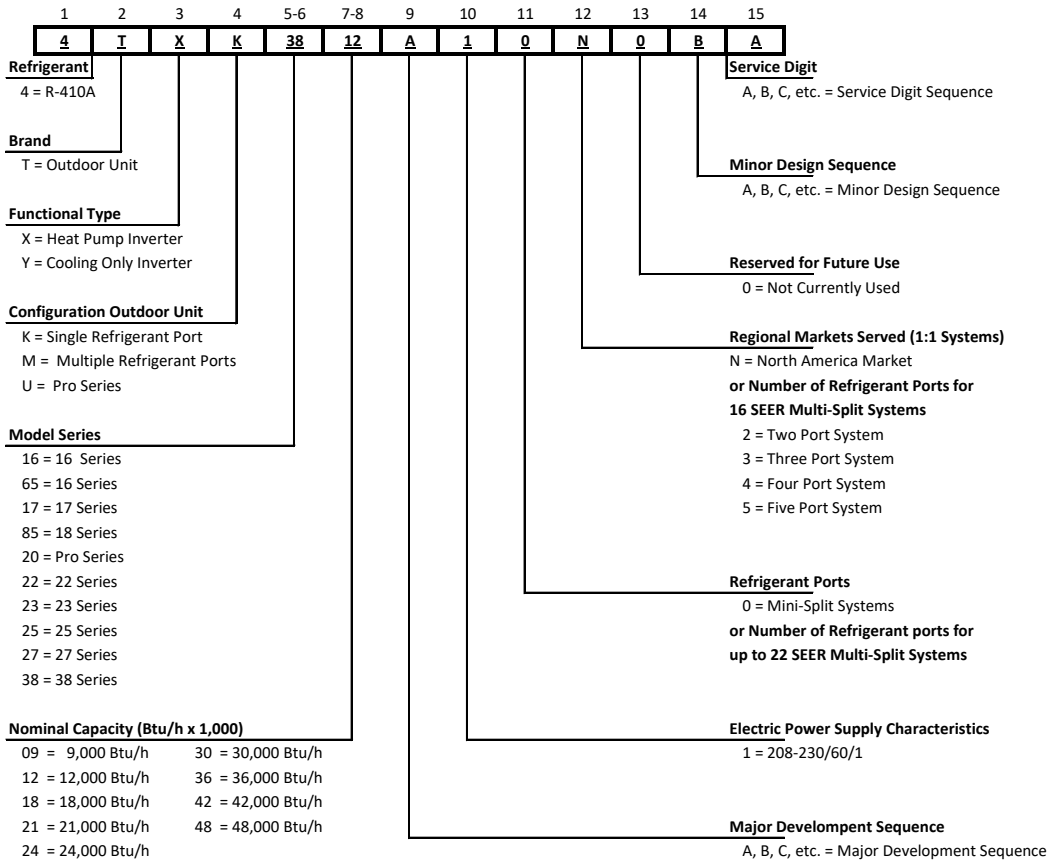 1 2 3 4 5-6 7-8 9 10 11 12 13 14 15
4 T X K 38 12 A 1 0 N 0 B A
Refrigerant
4 = R-410A
Brand
T = Outdoor Unit
Functional Type
X = Heat Pump Inverter
Y = Cooling Only Inverter
Configuration Outdoor Unit
K = Single Refrigerant Port
M = Multiple Refrigerant Ports
U = Pro Series
Model Series
16 = 16 Series
65 = 16 Series
17 = 17 Series
85 = 18 Series
20 = Pro Series
22 = 22 Series
23 = 23 Series
25 = 25 Series
27 = 27 Series
38 = 38 Series
Nominal Capacity (Btu/h x 1,000)
09 = 9,000 Btu/h 30 = 30,000 Btu/h
12 = 12,000 Btu/h 36 = 36,000 Btu/h
18 = 18,000 Btu/h 42 = 42,000 Btu/h
21 = 21,000 Btu/h 48 = 48,000 Btu/h
24 = 24,000 Btu/h
Service Digit
A, B, C, etc. = Service Digit Sequence
Minor Design Sequence
A, B, C, etc. = Minor Design Sequence
Reserved for Future Use
0 = Not Currently Used
Regional Markets Served (1:1 Systems)
N = North America Market
or Number of Refrigerant Ports for
16 SEER Multi-Split Systems
2 = Two Port System
3 = Three Port System
4 = Four Port System
5 = Five Port System
Refrigerant Ports
0 = Mini-Split Systems
or Number of Refrigerant ports for
up to 22 SEER Multi-Split Systems
Electric Power Supply Characteristics
1 = 208-230/60/1
Major Develompent Sequence
A, B, C, etc. = Major Development Sequence